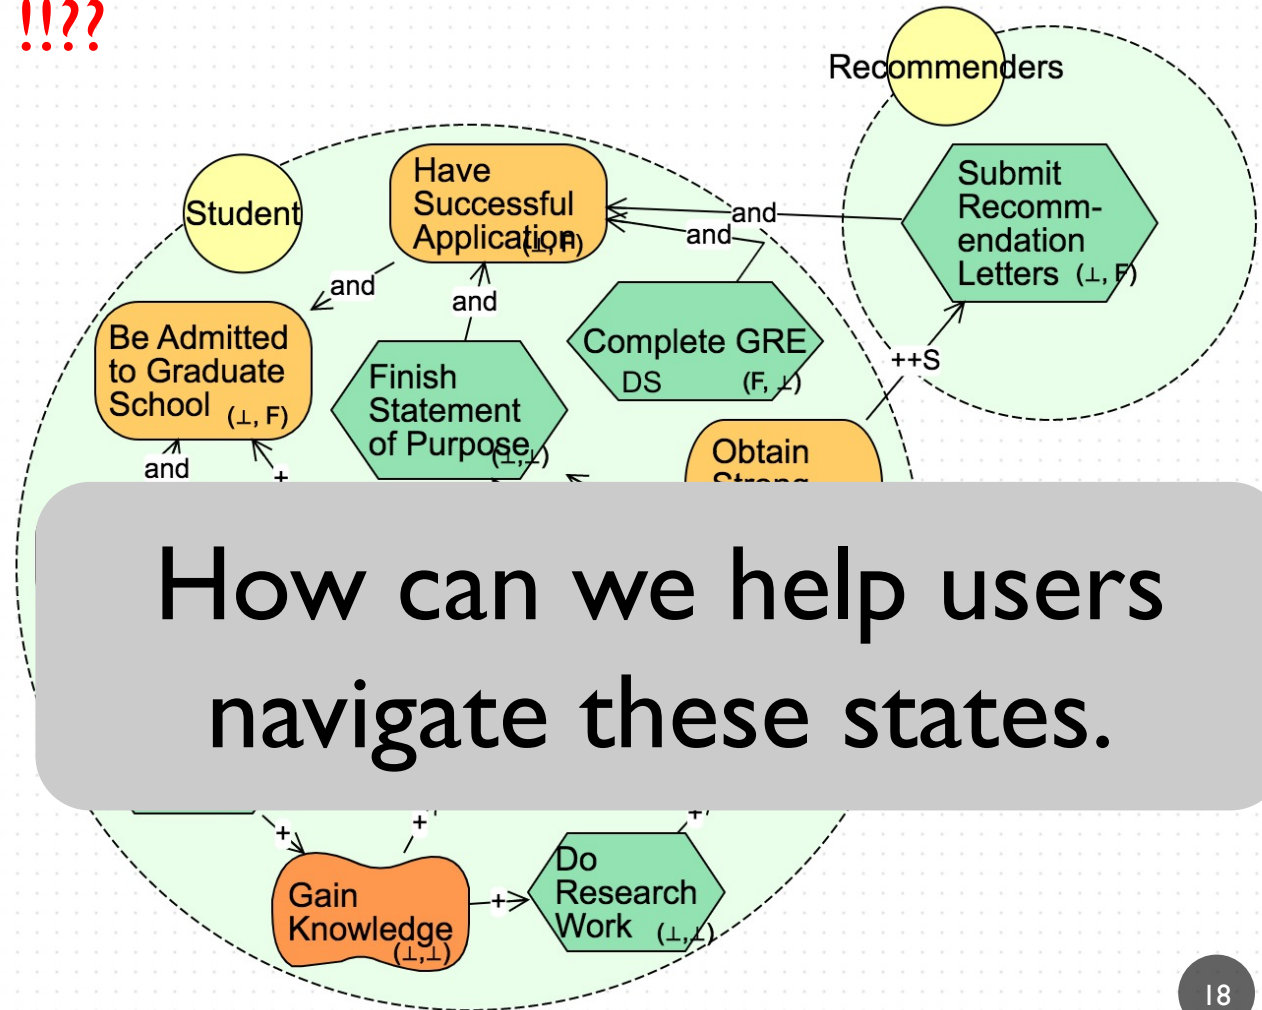 !!??
Recommenders
Submit
Recomm-
endation
Letters (⊥, F)
Student
Have
Successful
Application
(⊥, F)
and
and
and
and
Be Admitted
to Graduate
School (⊥, F)
Complete GRE
DS (F, ⊥)
Finish
Statement
of Purpose
(⊥,⊥)
++S
Obtain
and
+
How can we help users
navigate these states.
+
+
+
Gain
Knowledge
(⊥,⊥)
+
Do
Research
Work (⊥,⊥)
18